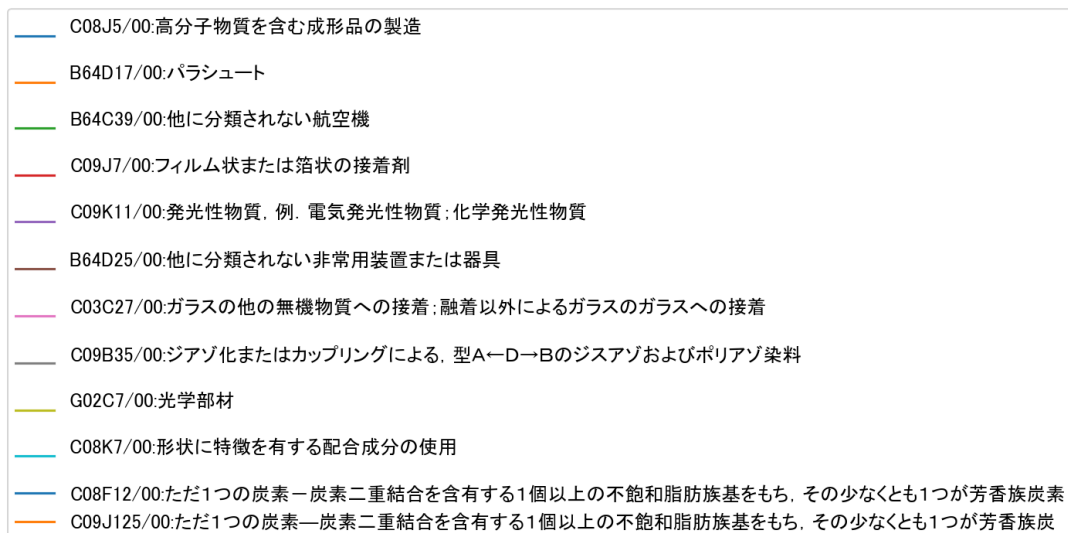 C08J5/00:高分子物質を含む成形品の製造
B64D17/00:パラシュート
B64C39/00:他に分類されない航空機
C09J7/00:フィルム状または箔状の接着剤
C09K11/00:発光性物質，例．電気発光性物質；化学発光性物質
B64D25/00:他に分類されない非常用装置または器具
C03C27/00:ガラスの他の無機物質への接着；融着以外によるガラスのガラスへの接着
C09B35/00:ジアゾ化またはカップリングによる，型A←D→Bのジスアゾおよびポリアゾ染料
G02C7/00:光学部材
C08K7/00:形状に特徴を有する配合成分の使用
C08F12/00:ただ１つの炭素－炭素二重結合を含有する１個以上の不飽和脂肪族基をもち，その少なくとも１つが芳香族炭素
C09J125/00:ただ１つの炭素―炭素二重結合を含有する１個以上の不飽和脂肪族基をもち，その少なくとも１つが芳香族炭